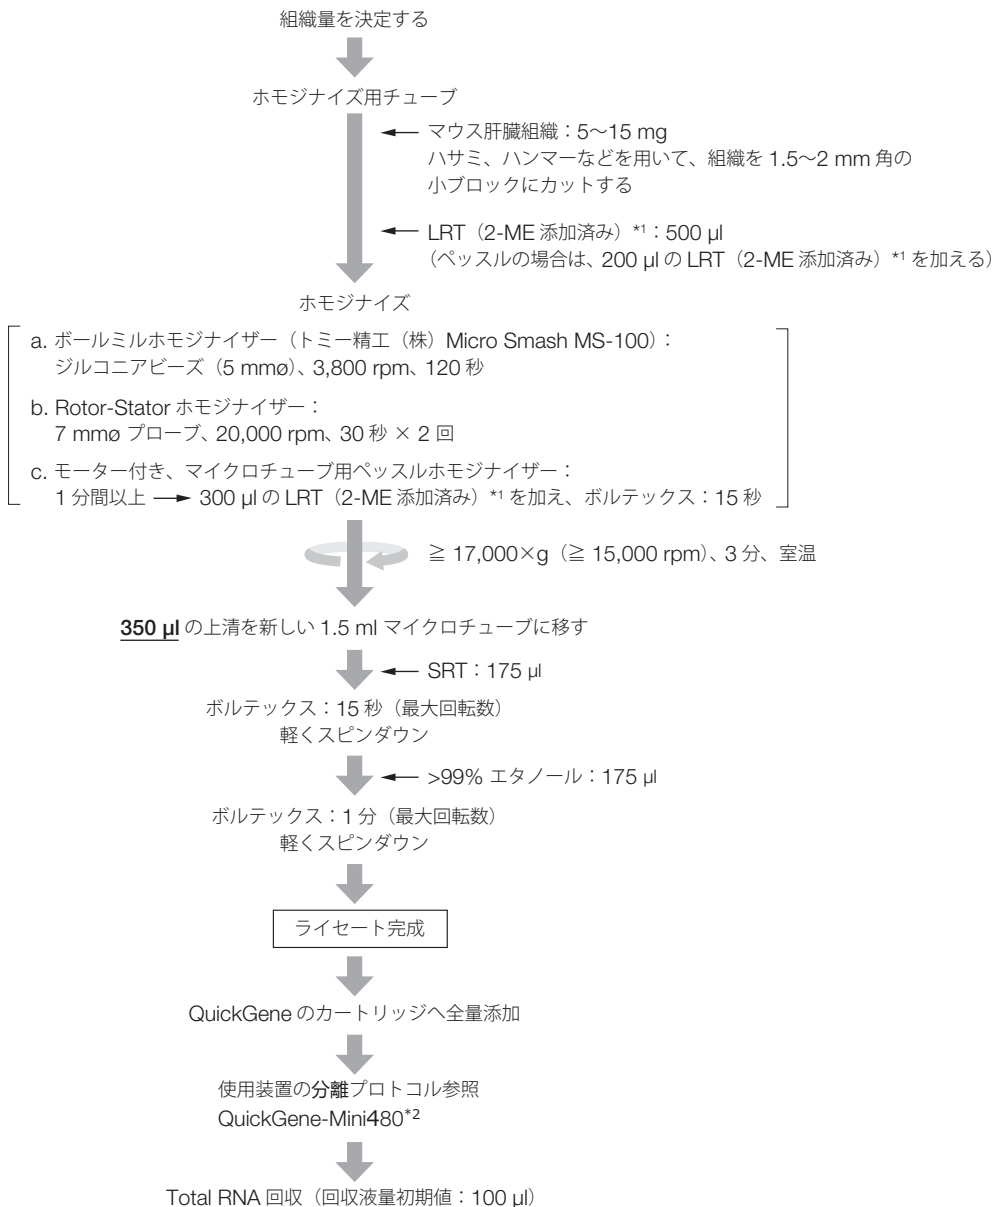 組織量を決定する
ホモジナイズ用チューブ
マウス肝臓組織：5～15 mg
ハサミ、ハンマーなどを用いて、組織を 1.5～2 mm 角の
小ブロックにカットする
LRT（2-ME 添加済み）*1：500 µl
（ペッスルの場合は、200 µl の LRT（2-ME 添加済み）*1 を加える）
ホモジナイズ
a. ボールミルホモジナイザー（トミー精工（株）Micro Smash MS-100）：
ジルコニアビーズ（5 mmø）、3,800 rpm、120 秒
b. Rotor-Stator ホモジナイザー：
7 mmø プローブ、20,000 rpm、30 秒 × 2 回
c. モーター付き、マイクロチューブ用ペッスルホモジナイザー：
1 分間以上 → 300 µl の LRT（2-ME 添加済み）*1 を加え、ボルテックス：15 秒
≧ 17,000×g（≧ 15,000 rpm）、3 分、室温
350 µl の上清を新しい 1.5 ml マイクロチューブに移す
SRT：175 µl
ボルテックス：15 秒（最大回転数）
軽くスピンダウン
>99% エタノール：175 µl
ボルテックス：1 分（最大回転数）
軽くスピンダウン
ライセート完成
QuickGene のカートリッジへ全量添加
使用装置の分離プロトコル参照
QuickGene-Mini480*2
Total RNA 回収（回収液量初期値：100 µl）